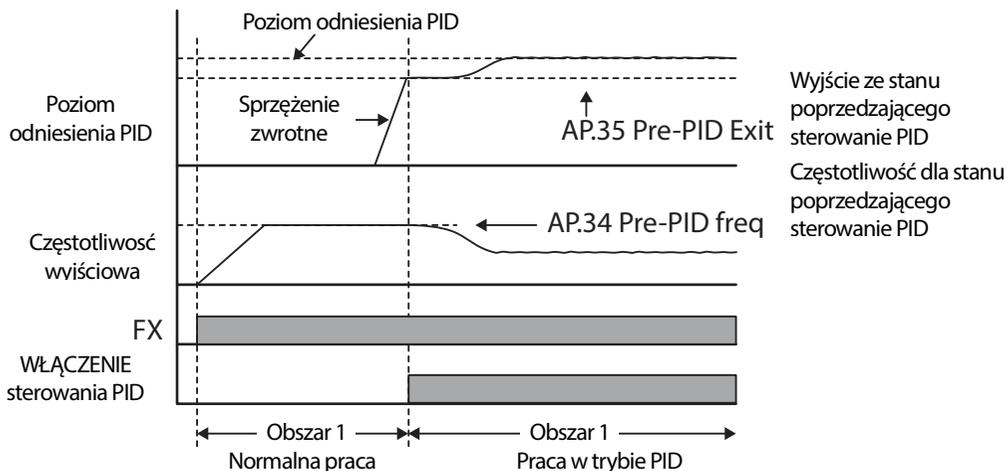 Poziom odniesienia PID
Poziom
odniesienia PID
Sprzężenie
zwrotne
AP.35 Pre-PID Exit
Wyjście ze stanu
poprzedzającego
sterowanie PID
Częstotliwość dla stanu
poprzedzającego
sterowanie PID
AP.34 Pre-PID freq
Częstotliwosć
wyjściowa
FX
WŁĄCZENIE
sterowania PID
Obszar 1
Obszar 1
Normalna praca
Praca w trybie PID